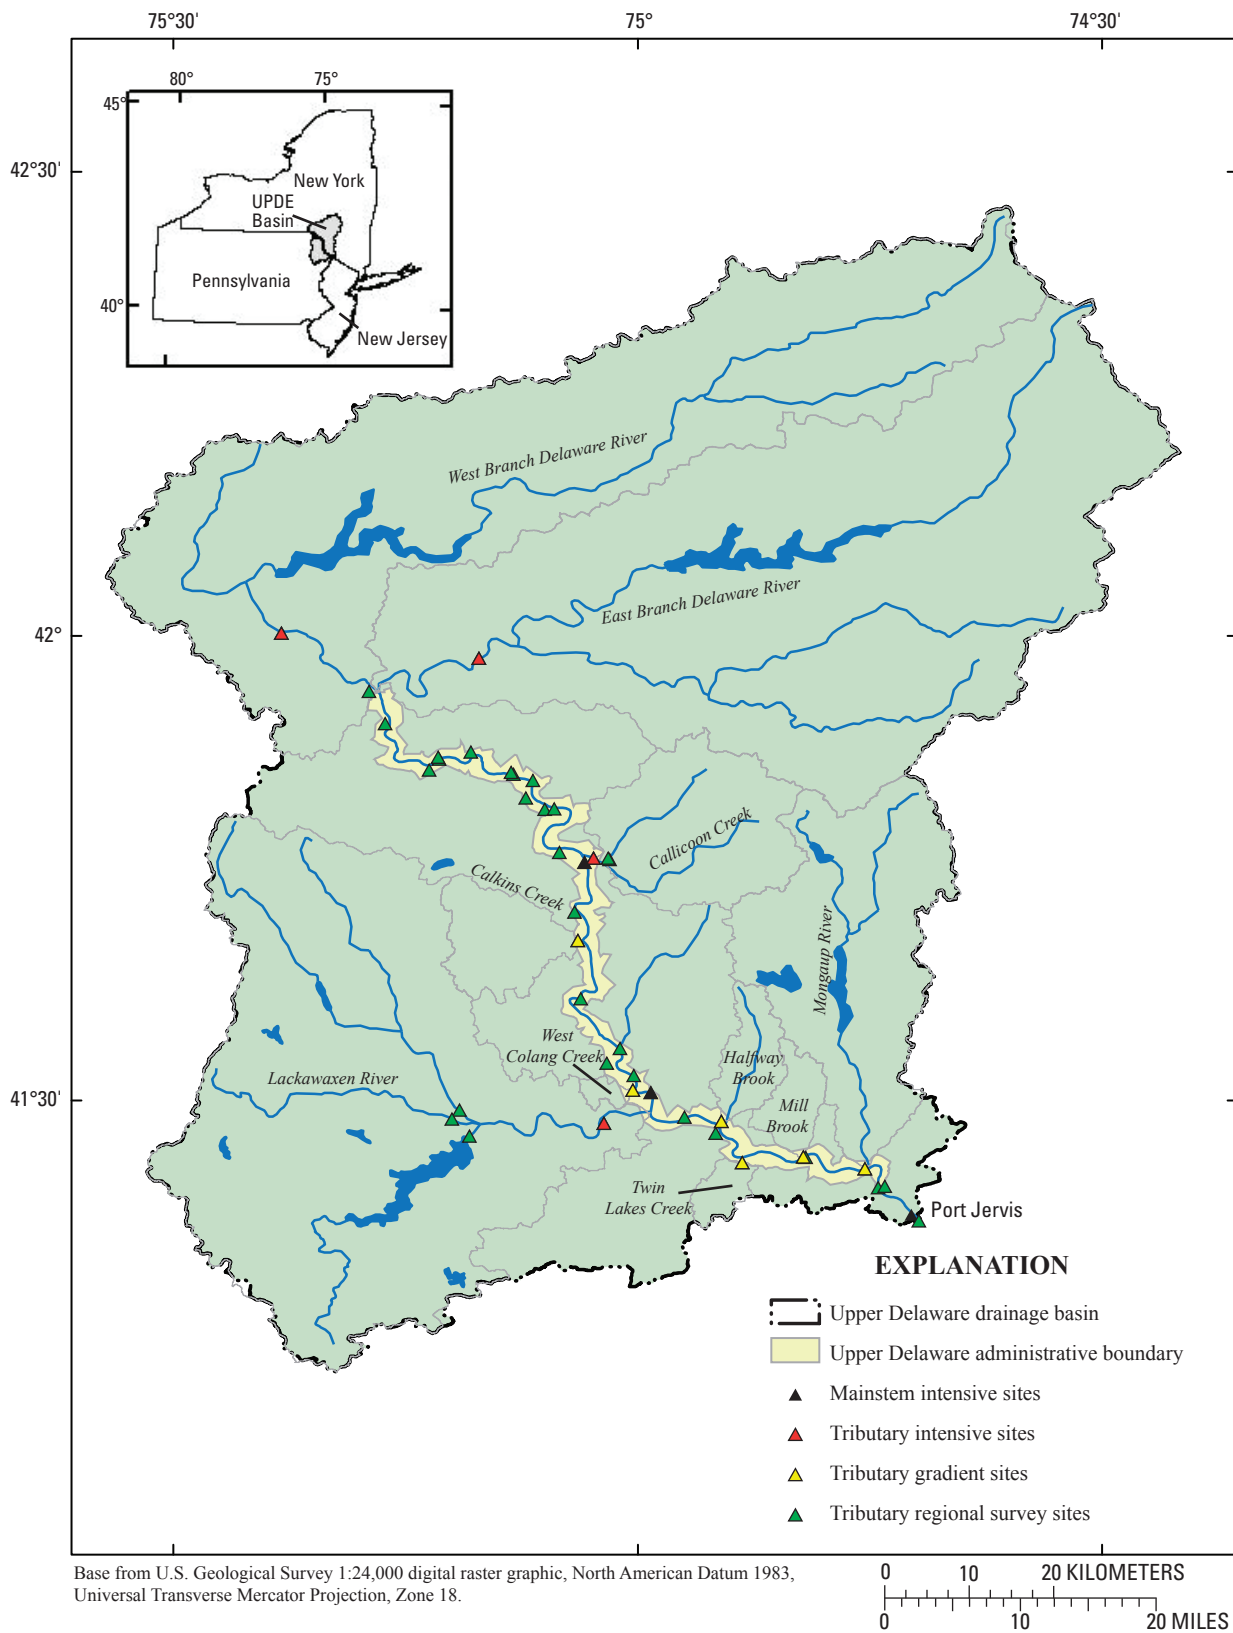 75°30'
75°
74°30'
80°
75°
45°
42°30'
New York
UPDE
Basin
Pennsylvania
40°
New Jersey
West Branch Delaware River
East Branch Delaware River
42°
Callicoon Creek
Calkins Creek
Mongaup River
West
Colang Creek
Halfway
Brook
Lackawaxen River
41°30'
Mill
Brook
Twin
Lakes Creek
Port Jervis
EXPLANATION
Upper Delaware drainage basin
Upper Delaware administrative boundary
Mainstem intensive sites
Tributary intensive sites
Tributary gradient sites
Tributary regional survey sites
Base from U.S. Geological Survey 1:24,000 digital raster graphic, North American Datum 1983,
Universal Transverse Mercator Projection, Zone 18.
0 10 20 KILOMETERS
0 10 20 MILES